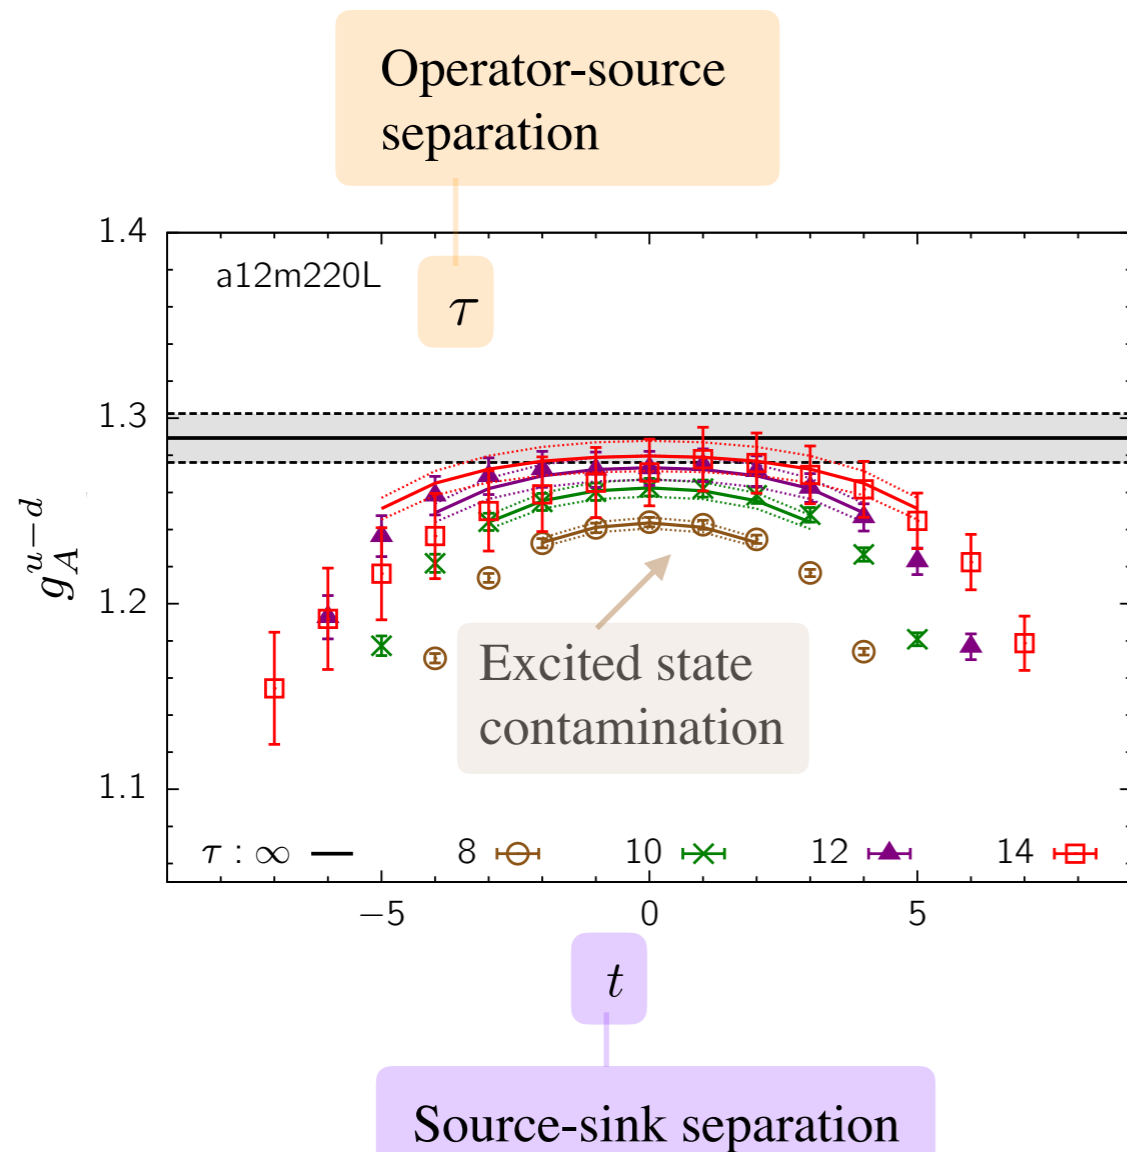 Operator-source
separation
1.4
a12m220L
τ
1.3
g_A^{u−d}
1.2
Excited state
contamination
1.1
τ : ∞ 8 10 12 14
−5 0 5
t
Source-sink separation